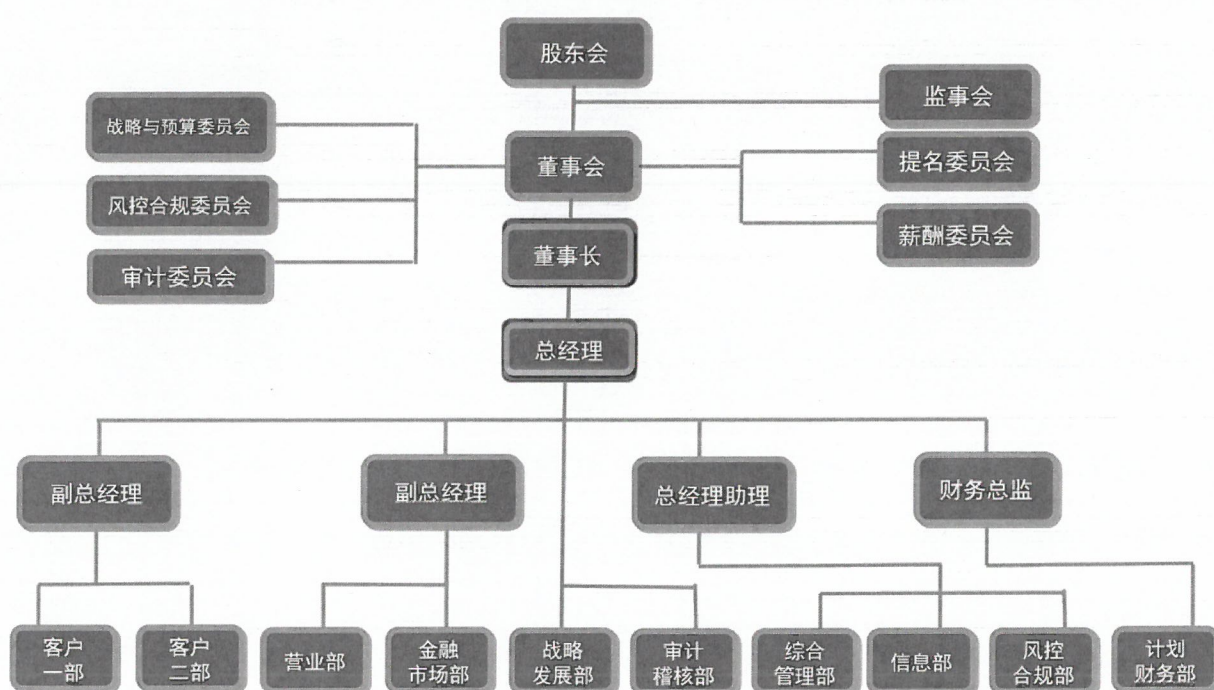 股东会
监事会
战略与预算委员会
董事会
提名委员会
风控合规委员会
薪酬委员会
董事长
审计委员会
总经理
副总经理
副总经理
总经理助理
财务总监
客户
一部
客户
二部
营业部
金融
市场部
战略
发展部
审计
稽核部
综合
管理部
信息部
风控
合规部
计划
财务部